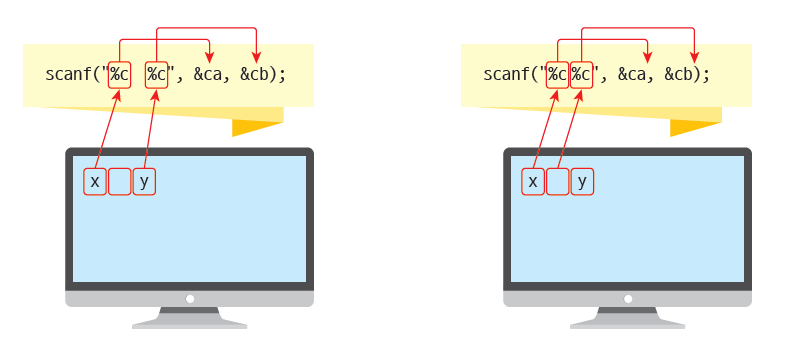 scanf("%c %c", &ca, &cb);
x y
scanf("%c%c", &ca, &cb);
x y